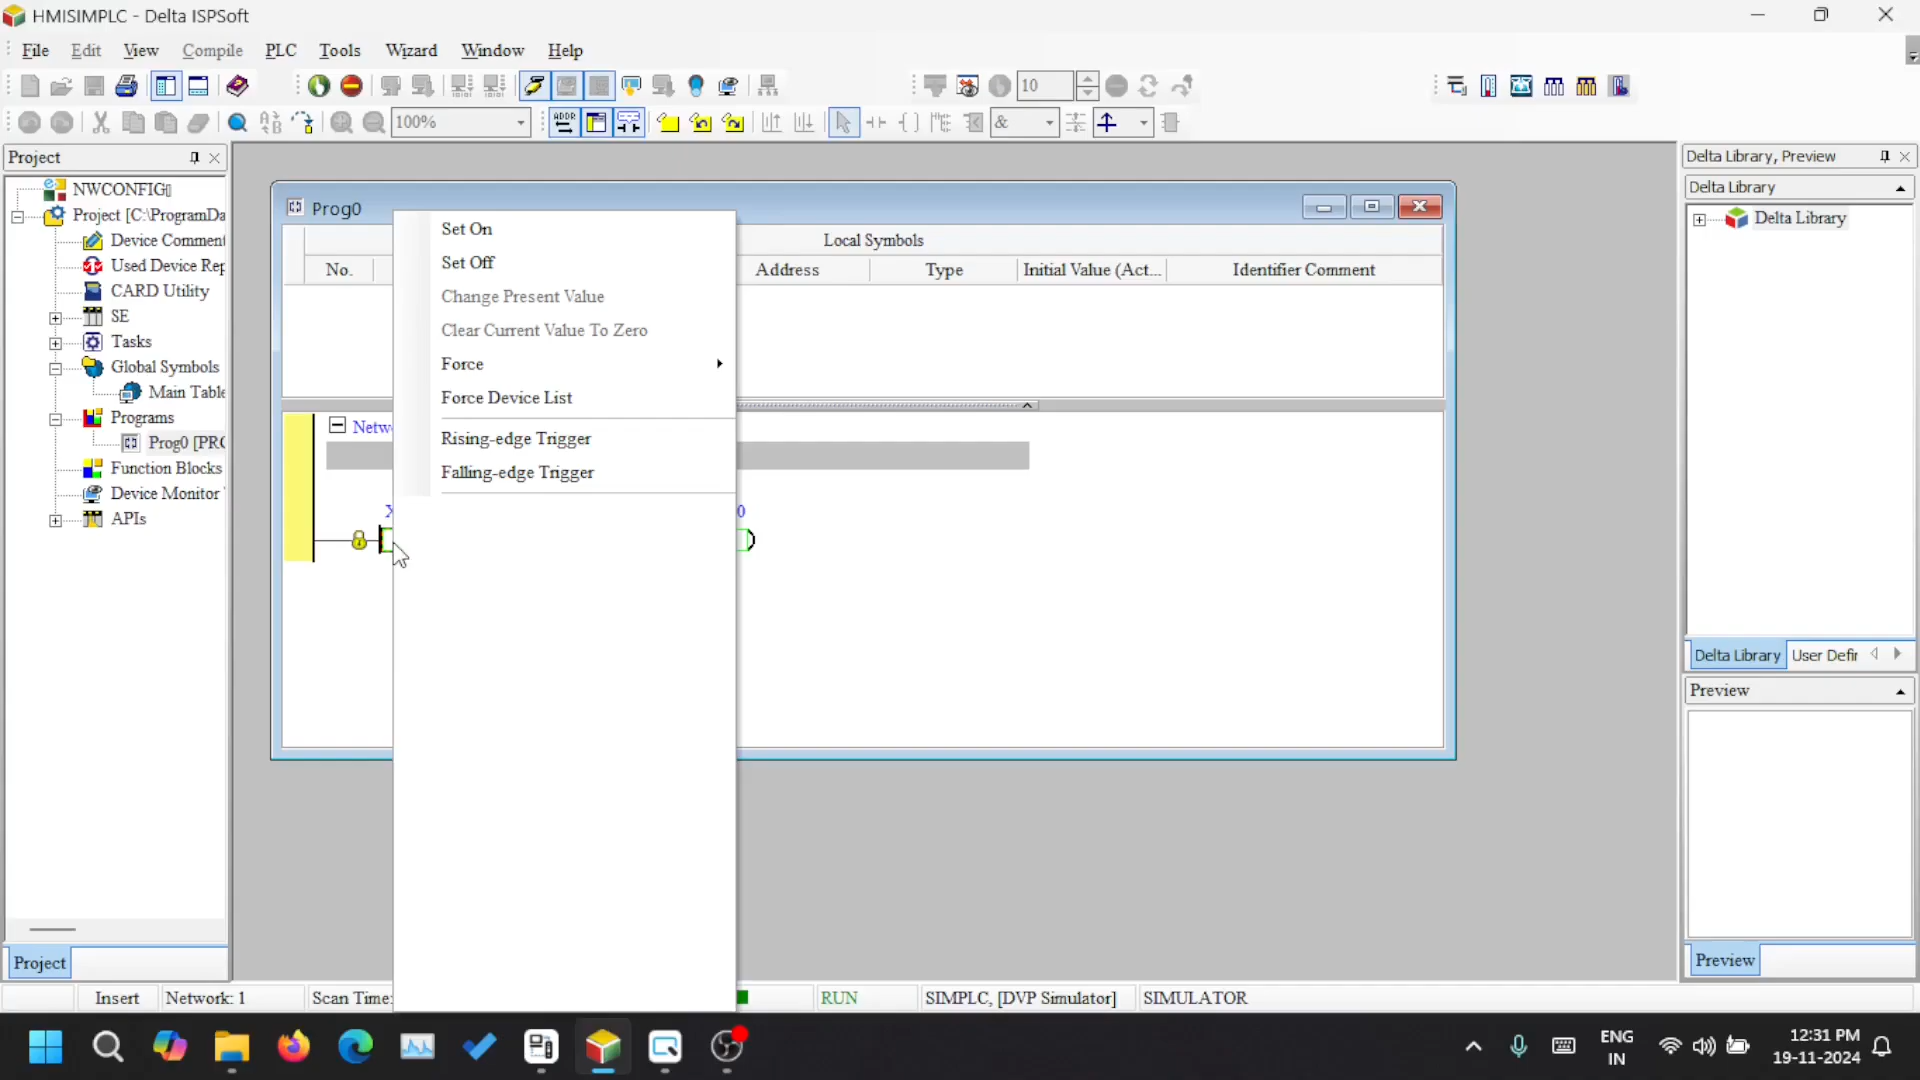 HMISIMPLC - Delta ISPSoft
File Edit View Compile PLC Tools Wizard Window Help
10
100%
ADDR
&
Project
NWCONFIG
Project [C:\ProgramDa
Device Comment
Used Device Rep
CARD Utility
SE
Tasks
Global Symbols
Main Table
Programs
Prog0 [PRO
Function Blocks
Device Monitor
APIs
Project
Prog0
Local Symbols
No. Address Type Initial Value (Act... Identifier Comment
Set On
Set Off
Change Present Value
Clear Current Value To Zero
Force
Force Device List
Rising-edge Trigger
Falling-edge Trigger
Netw
X
0
Delta Library, Preview
Delta Library
Delta Library
Delta Library User Defir
Preview
Preview
Insert Network: 1 Scan Time: RUN SIMPLC, [DVP Simulator] SIMULATOR
ENG
IN
12:31 PM
19-11-2024